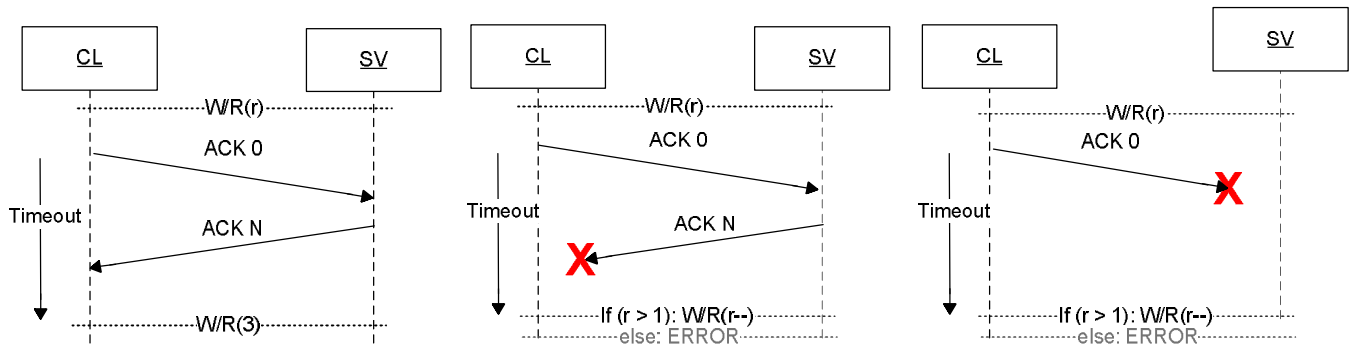 CL
SV
W/R(r)
ACK 0
Timeout
ACK N
W/R(3)
CL
SV
W/R(r)
ACK 0
Timeout
ACK N
X
If (r > 1): W/R(r--)
else: ERROR
CL
SV
W/R(r)
ACK 0
X
Timeout
If (r > 1): W/R(r--)
else: ERROR